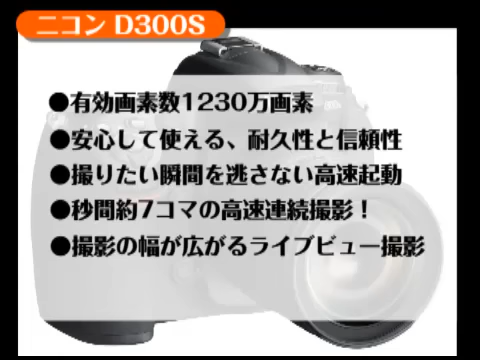 ニコン D300S
●有効画素数1230万画素
●安心して使える、耐久性と信頼性
●撮りたい瞬間を逃さない高速起動
●秒間約7コマの高速連続撮影！
●撮影の幅が広がるライブビュー撮影